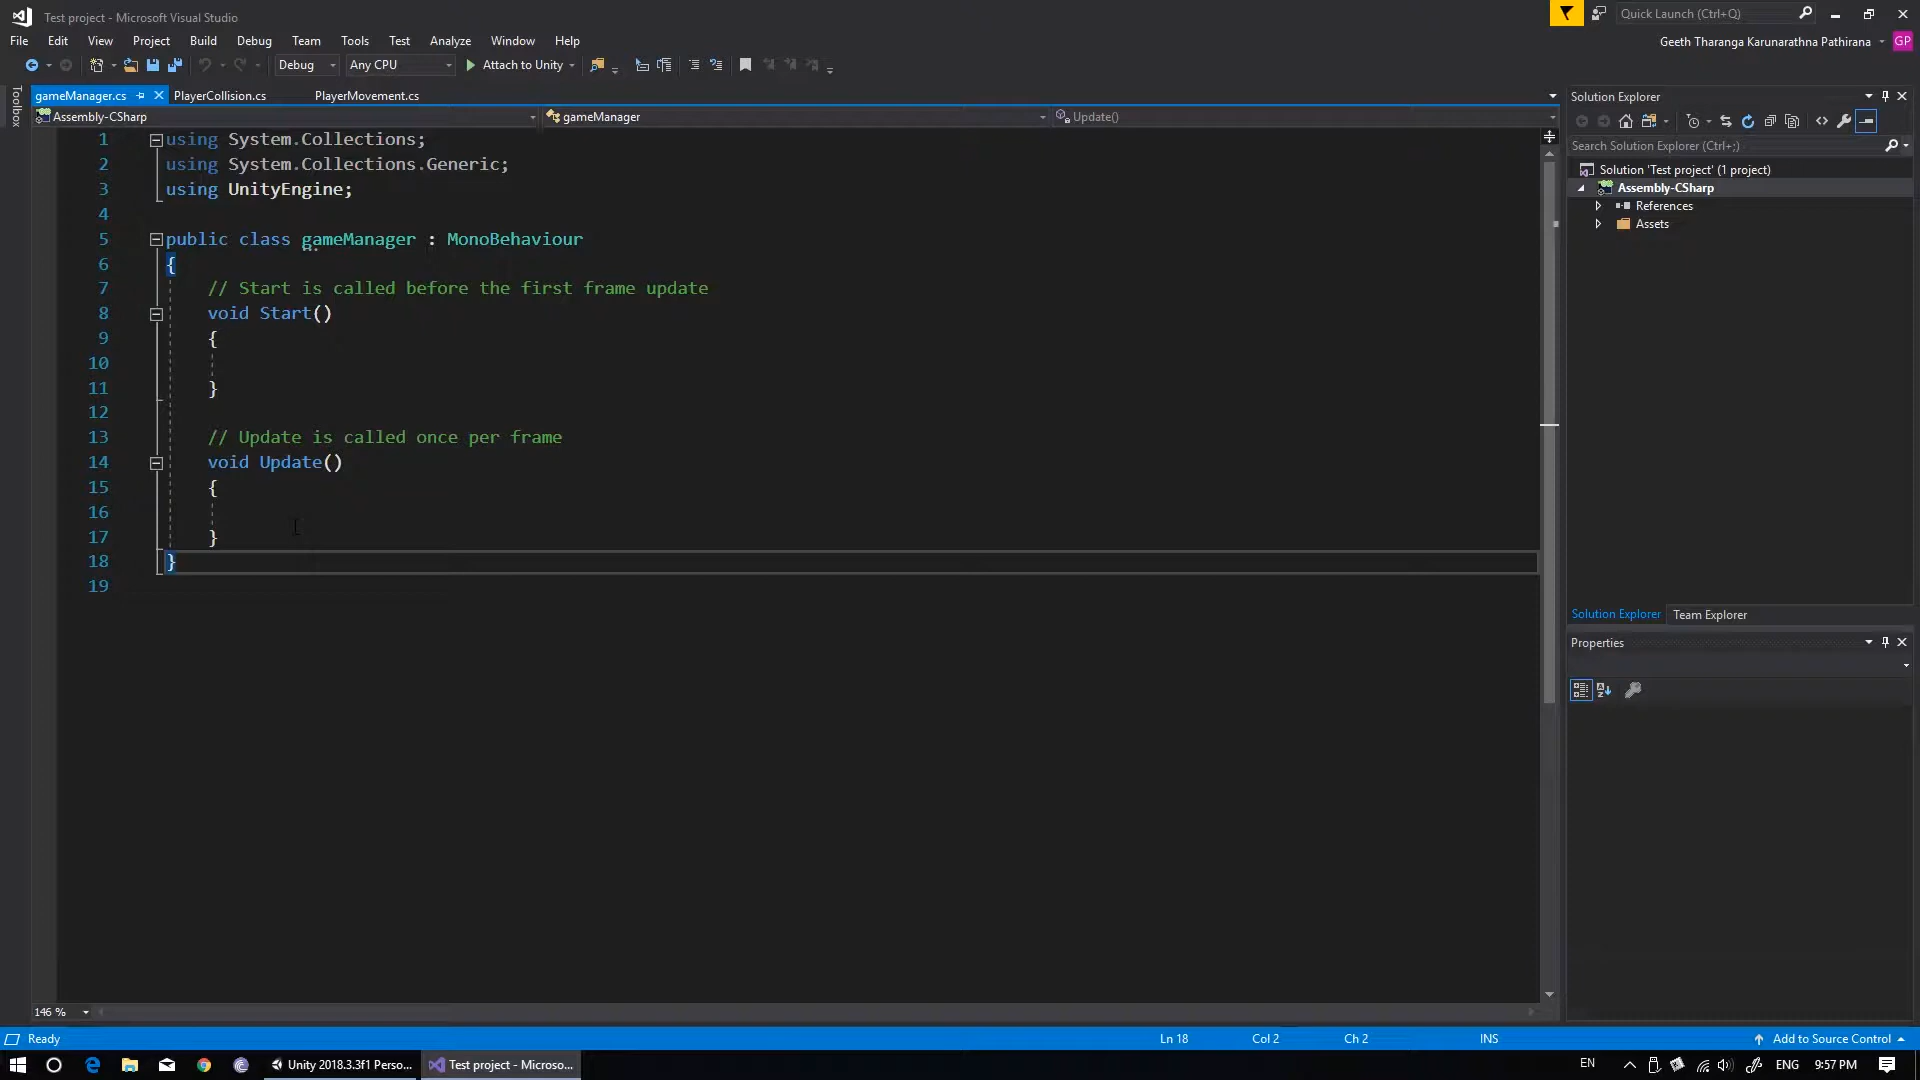 Test project - Microsoft Visual Studio
Quick Launch (Ctrl+Q)
File Edit View Project Build Debug Team Tools Test Analyze Window Help
Geeth Tharanga Karunarathna Pathirana GP
Debug Any CPU Attach to Unity
Toolbox
gameManager.cs PlayerCollision.cs PlayerMovement.cs
Assembly-CSharp gameManager Update()
1 using System.Collections;
2 using System.Collections.Generic;
3 using UnityEngine;
4
5 public class gameManager : MonoBehaviour
6 {
7 // Start is called before the first frame update
8 void Start()
9 {
10
11 }
12
13 // Update is called once per frame
14 void Update()
15 {
16
17 }
18 }
19
146 %
Solution Explorer
Search Solution Explorer (Ctrl+;)
Solution 'Test project' (1 project)
Assembly-CSharp
References
Assets
Solution Explorer Team Explorer
Properties
Ready Ln 18 Col 2 Ch 2 INS Add to Source Control
Unity 2018.3.3f1 Perso... Test project - Microso... EN ENG 9:57 PM